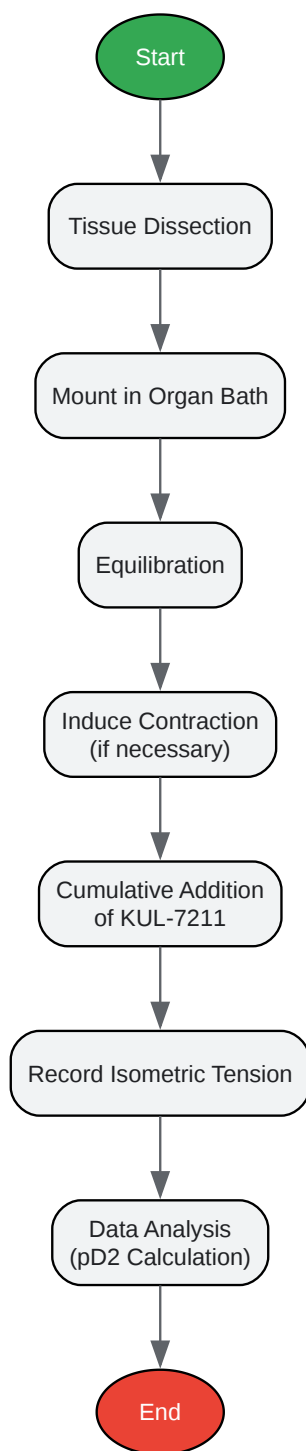 Start
Tissue Dissection
Mount in Organ Bath
Equilibration
Induce Contraction
(if necessary)
Cumulative Addition
of KUL-7211
Record Isometric Tension
Data Analysis
(pD2 Calculation)
End